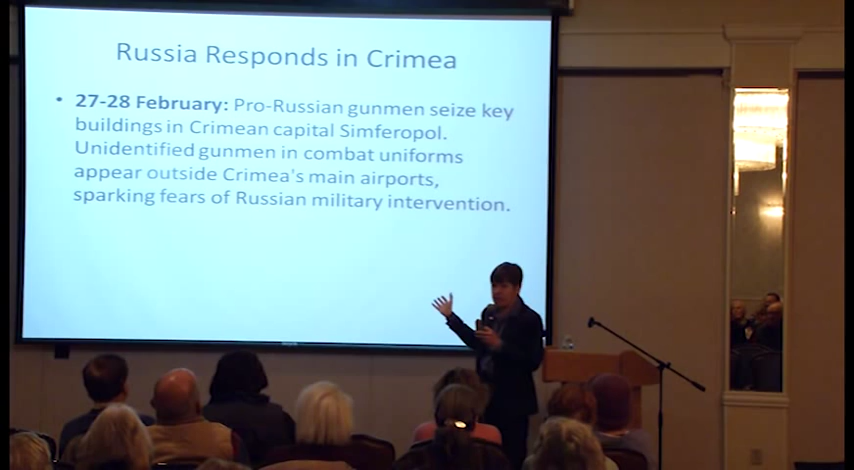 Russia Responds in Crimea
• 27-28 February: Pro-Russian gunmen seize key
buildings in Crimean capital Simferopol.
Unidentified gunmen in combat uniforms
appear outside Crimea's main airports,
sparking fears of Russian military intervention.